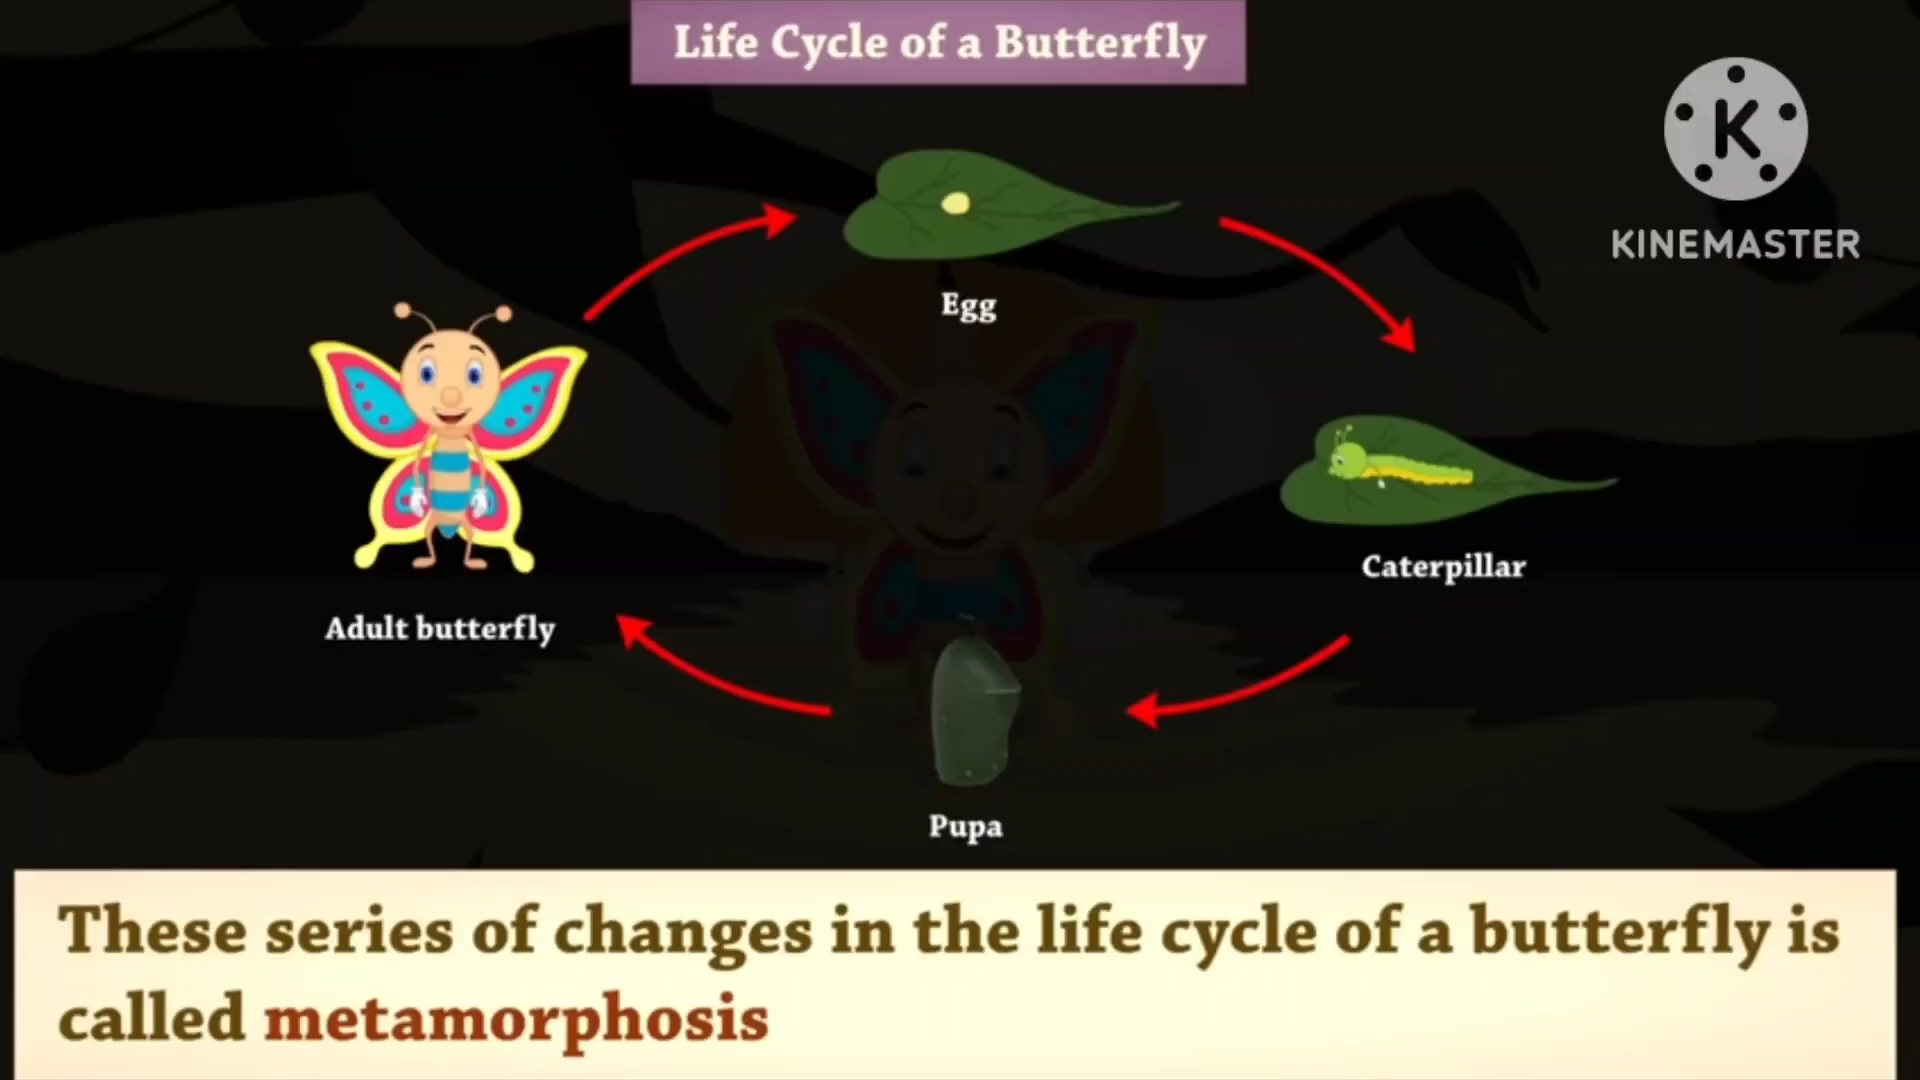 Life Cycle of a Butterfly
K
KINEMASTER
Egg
Caterpillar
Adult butterfly
Pupa
These series of changes in the life cycle of a butterfly is
called metamorphosis